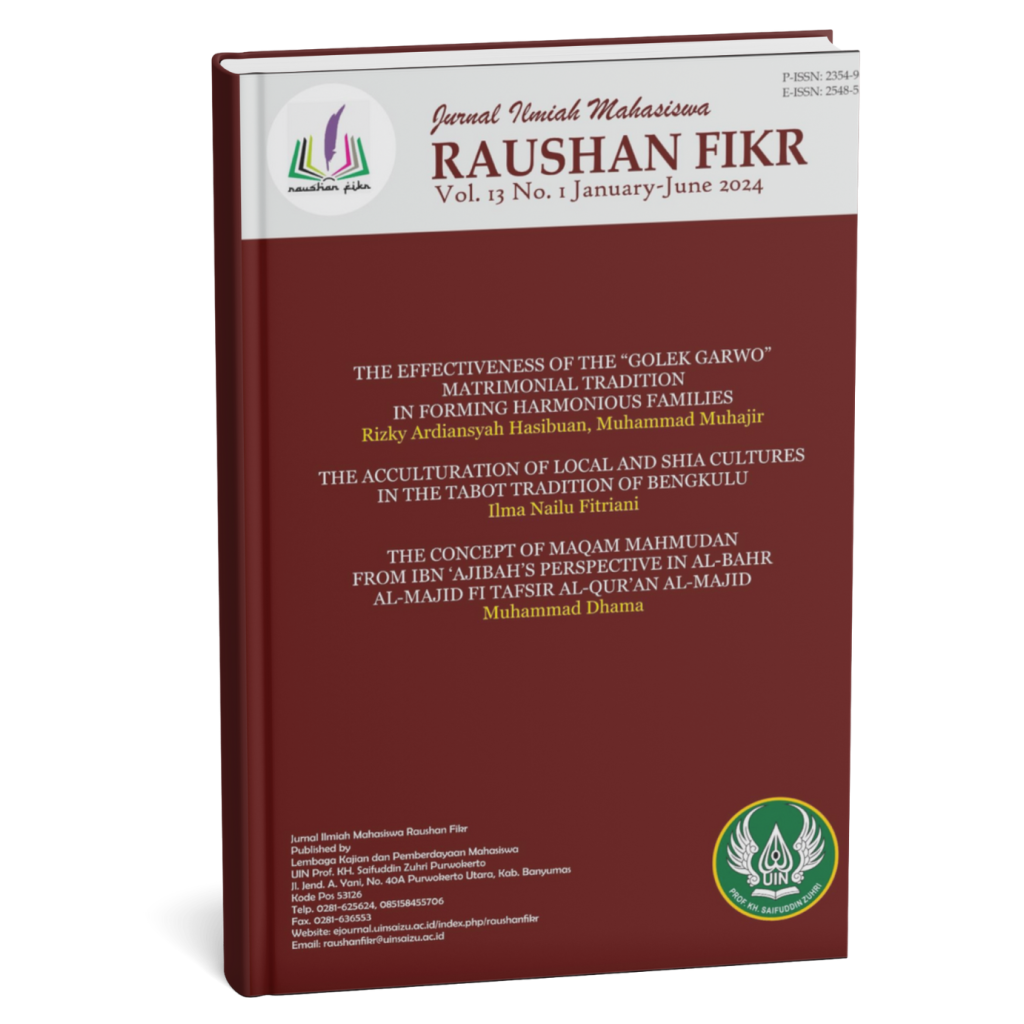 P-ISSN: 2354-9
E-ISSN: 2548-5
Jurnal Ilmiah Mahasiswa
RAUSHAN FIKR
Vol. 13 No. 1 January-June 2024
raushan fikr
THE EFFECTIVENESS OF THE “GOLEK GARWO”
MATRIMONIAL TRADITION
IN FORMING HARMONIOUS FAMILIES
Rizky Ardiansyah Hasibuan, Muhammad Muhajir
THE ACCULTURATION OF LOCAL AND SHIA CULTURES
IN THE TABOT TRADITION OF BENGKULU
Ilma Nailu Fitriani
THE CONCEPT OF MAQAM MAHMUDAN
FROM IBN ‘AJIBAH’S PERSPECTIVE IN AL-BAHR
AL-MAJID FI TAFSIR AL-QUR’AN AL-MAJID
Muhammad Dhama
Jurnal Ilmiah Mahasiswa Raushan Fikr
Published by
Lembaga Kajian dan Pemberdayaan Mahasiswa
UIN Prof. KH. Saifuddin Zuhri Purwokerto
Jl. Jend. A. Yani, No. 40A Purwokerto Utara, Kab. Banyumas
Kode Pos 53126
Telp. 0281-625624, 085158455706
Fax. 0281-636553
Website: ejournal.uinsaizu.ac.id/index.php/raushanfikr
Email: raushanfikr@uinsaizu.ac.id
UIN
PROF. KH. SAIFUDDIN ZUHRI